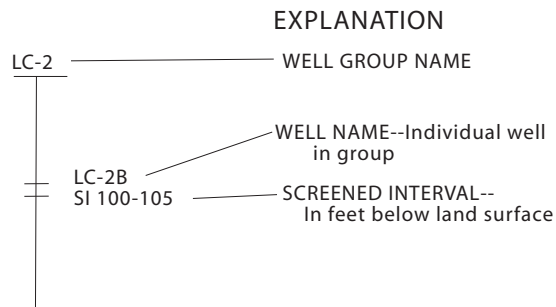 EXPLANATION
LC-2
WELL GROUP NAME
WELL NAME--Individual well
in group
LC-2B
SI 100-105
SCREENED INTERVAL--
In feet below land surface